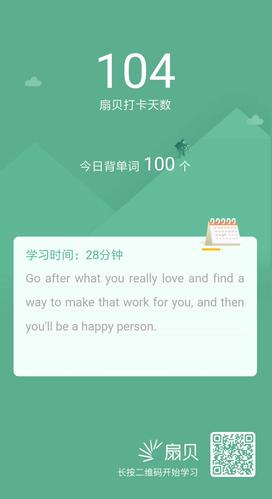 104
扇贝打卡天数
今日背单词 100 个
学习时间：28分钟
Go after what you really love and find a
way to make that work for you, and then
you'll be a happy person.
扇贝
长按二维码开始学习